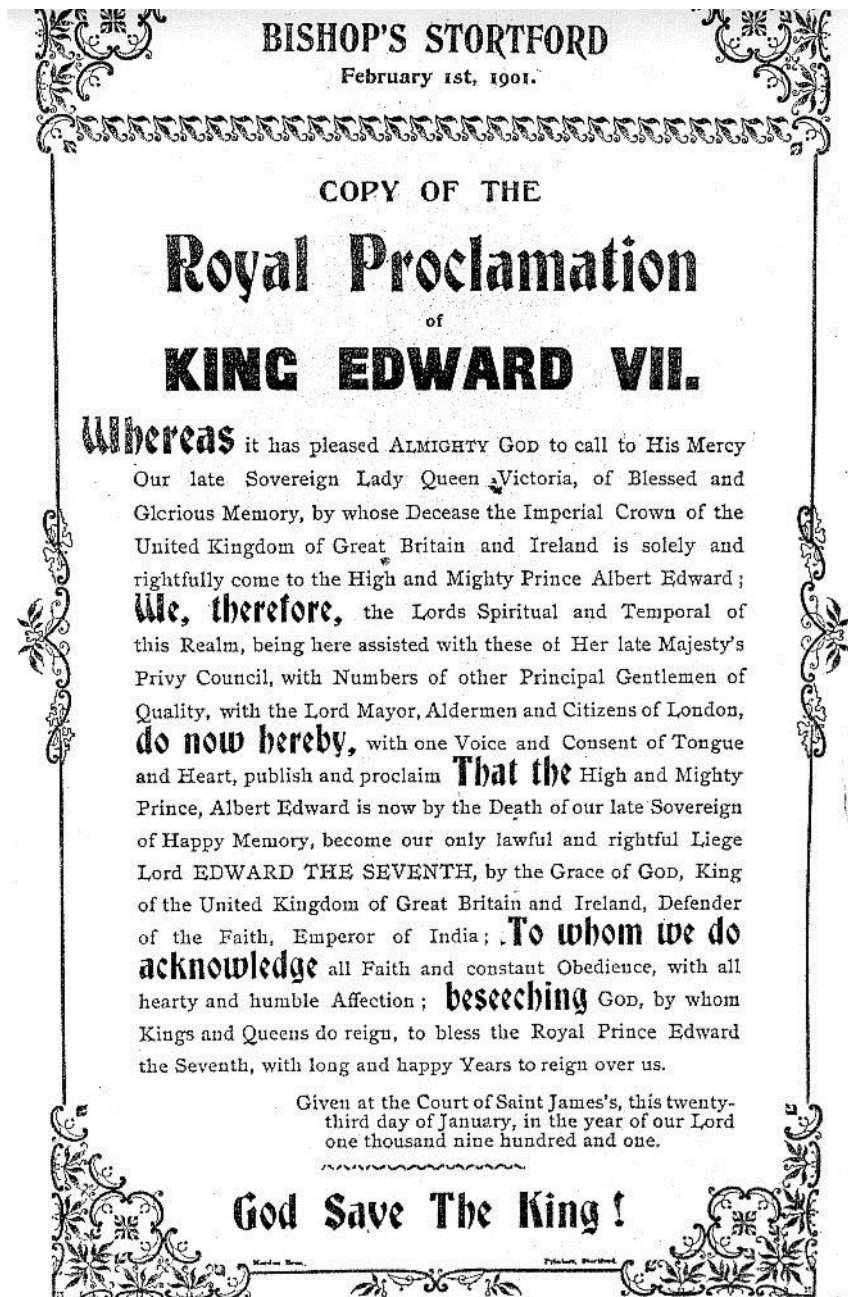 BISHOP'S STORTFORD
February 1st, 1901.
COPY OF THE
Royal Proclamation
of
KING EDWARD VII.
Whereas it has pleased ALMIGHTY GOD to call to His Mercy
Our late Sovereign Lady Queen Victoria, of Blessed and
Glorious Memory, by whose Decease the Imperial Crown of the
United Kingdom of Great Britain and Ireland is solely and
rightfully come to the High and Mighty Prince Albert Edward ;
We, therefore, the Lords Spiritual and Temporal of
this Realm, being here assisted with these of Her late Majesty's
Privy Council, with Numbers of other Principal Gentlemen of
Quality, with the Lord Mayor, Aldermen and Citizens of London,
do now hereby, with one Voice and Consent of Tongue
and Heart, publish and proclaim That the High and Mighty
Prince, Albert Edward is now by the Death of our late Sovereign
of Happy Memory, become our only lawful and rightful Liege
Lord EDWARD THE SEVENTH, by the Grace of GOD, King
of the United Kingdom of Great Britain and Ireland, Defender
of the Faith, Emperor of India ; To whom we do
acknowledge all Faith and constant Obedience, with all
hearty and humble Affection ; beseeching GOD, by whom
Kings and Queens do reign, to bless the Royal Prince Edward
the Seventh, with long and happy Years to reign over us.
Given at the Court of Saint James's, this twenty-
third day of January, in the year of our Lord
one thousand nine hundred and one.
God Save The King !
Printers, Stortford.